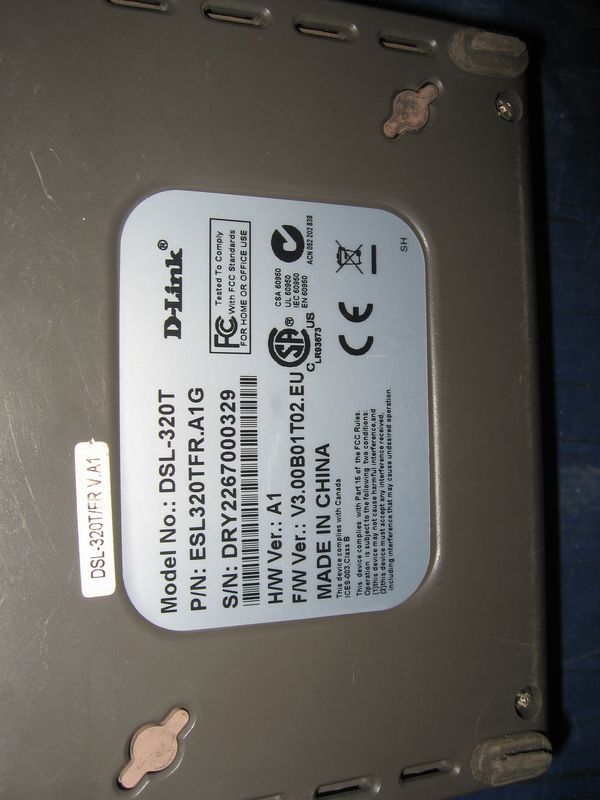 DSL-320T/FR V.A1
D-Link®
Model No.: DSL-320T
P/N: ESL320TFR.A1G
S/N: DRY2267000329
H/W Ver.: A1
F/W Ver.: V3.00B01T02.EU
MADE IN CHINA
This device complies with Canada
ICES-003,Class B
This device complies with Part 15 of the FCC Rules.
Operation is subject to the following two conditions:
(1)this device may not cause harmful interference,and
(2)this device must accept any interference received,
including interference that may cause undesired operation.
FC Tested To Comply
With FCC Standards
FOR HOME OR OFFICE USE
SA®
C US
LR93673
CSA 60950
UL 60950
IEC 60950
EN 60950
ACN 052 202 838
CE
SH